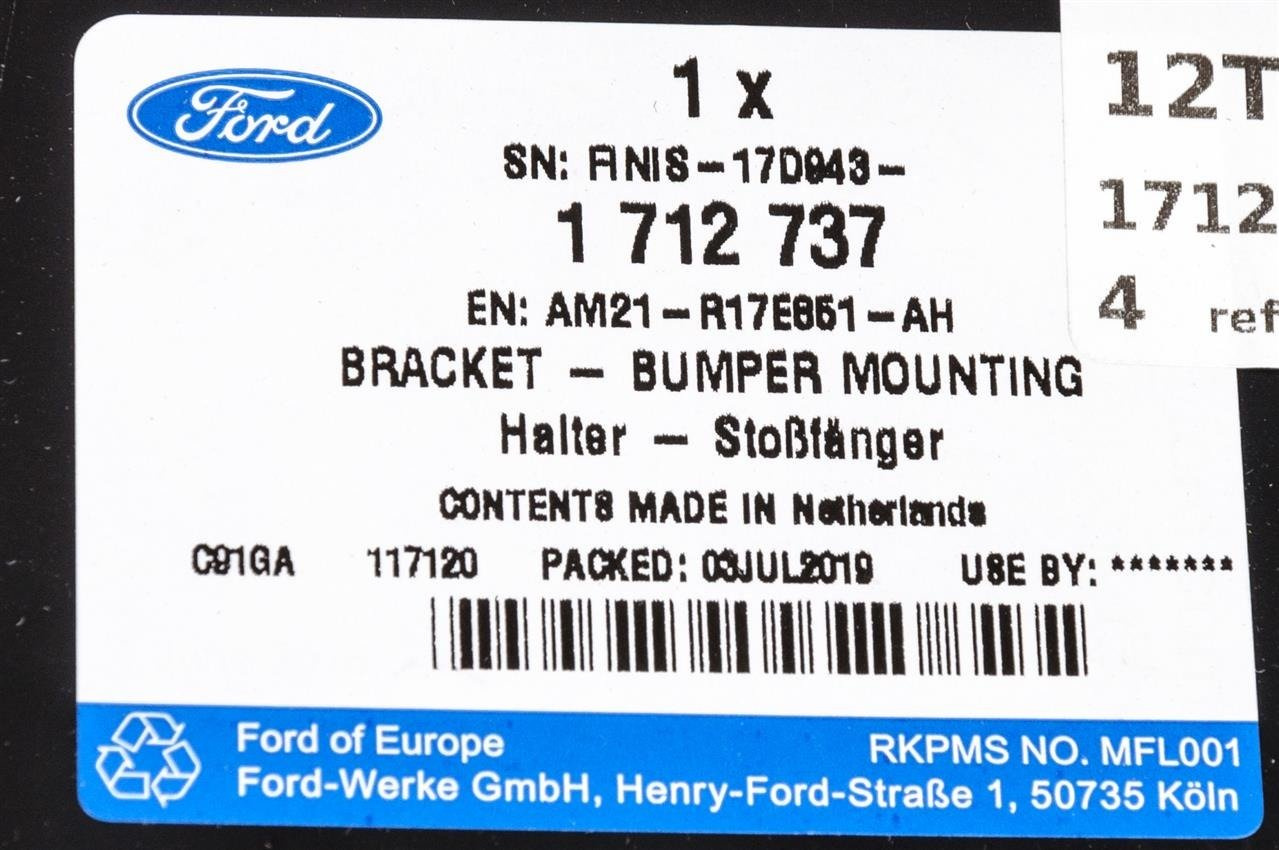 Ford
1 x
SN: FINIS-17D943-
1 712 737
EN: AM21-R17E851-AH
BRACKET - BUMPER MOUNTING
Halter - Stoßfänger
CONTENTS MADE IN Netherlands
C91GA 117120 PACKED: 03JUL2019 USE BY: *******
Ford of Europe RKPMS NO. MFL001
Ford-Werke GmbH, Henry-Ford-Straße 1, 50735 Köln
12T
1712
4 ref